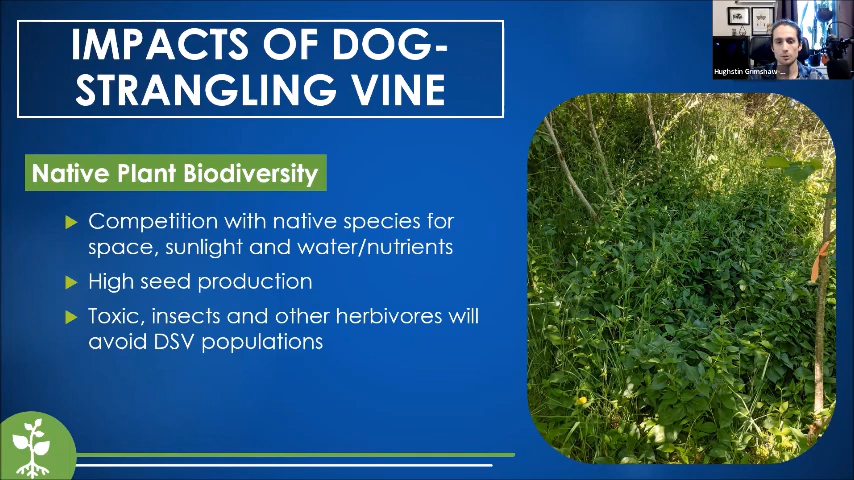 IMPACTS OF DOG-
STRANGLING VINE
Hughstin Grimshaw-...
Native Plant Biodiversity
Competition with native species for
space, sunlight and water/nutrients
High seed production
Toxic, insects and other herbivores will
avoid DSV populations